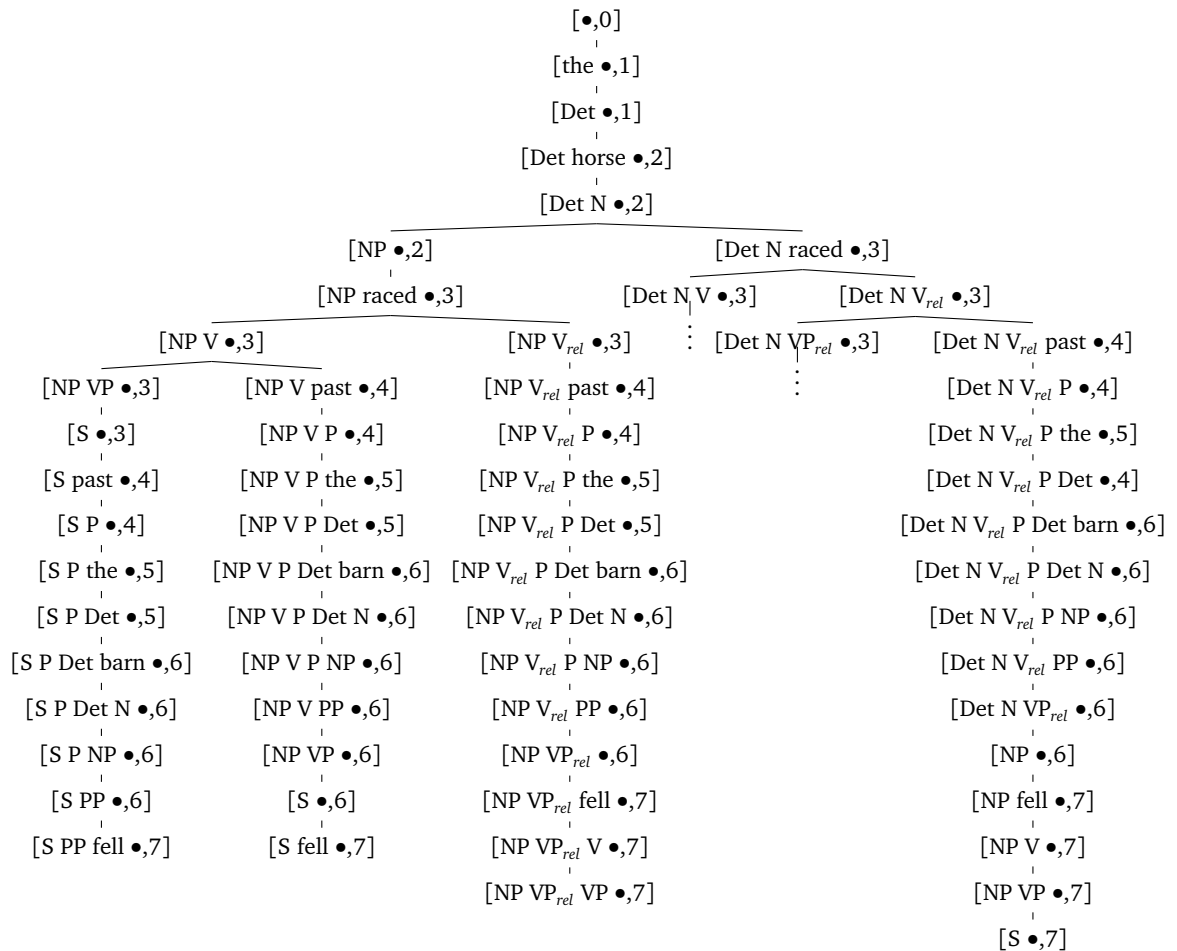 [●,0]
[the ●,1]
[Det ●,1]
[Det horse ●,2]
[Det N ●,2]
[NP ●,2] [Det N raced ●,3]
[NP raced ●,3] [Det N V ●,3] [Det N V_rel ●,3]
[NP V ●,3] [NP V_rel ●,3] ⋮ [Det N VP_rel ●,3] [Det N V_rel past ●,4]
[NP VP ●,3] [NP V past ●,4] [NP V_rel past ●,4] ⋮ [Det N V_rel P ●,4]
[S ●,3] [NP V P ●,4] [NP V_rel P ●,4] [Det N V_rel P the ●,5]
[S past ●,4] [NP V P the ●,5] [NP V_rel P the ●,5] [Det N V_rel P Det ●,4]
[S P ●,4] [NP V P Det ●,5] [NP V_rel P Det ●,5] [Det N V_rel P Det barn ●,6]
[S P the ●,5] [NP V P Det barn ●,6] [NP V_rel P Det barn ●,6] [Det N V_rel P Det N ●,6]
[S P Det ●,5] [NP V P Det N ●,6] [NP V_rel P Det N ●,6] [Det N V_rel P NP ●,6]
[S P Det barn ●,6] [NP V P NP ●,6] [NP V_rel P NP ●,6] [Det N V_rel PP ●,6]
[S P Det N ●,6] [NP V PP ●,6] [NP V_rel PP ●,6] [Det N VP_rel ●,6]
[S P NP ●,6] [NP VP ●,6] [NP VP_rel ●,6] [NP ●,6]
[S PP ●,6] [S ●,6] [NP VP_rel fell ●,7] [NP fell ●,7]
[S PP fell ●,7] [S fell ●,7] [NP VP_rel V ●,7] [NP V ●,7]
[NP VP_rel VP ●,7] [NP VP ●,7]
[S ●,7]